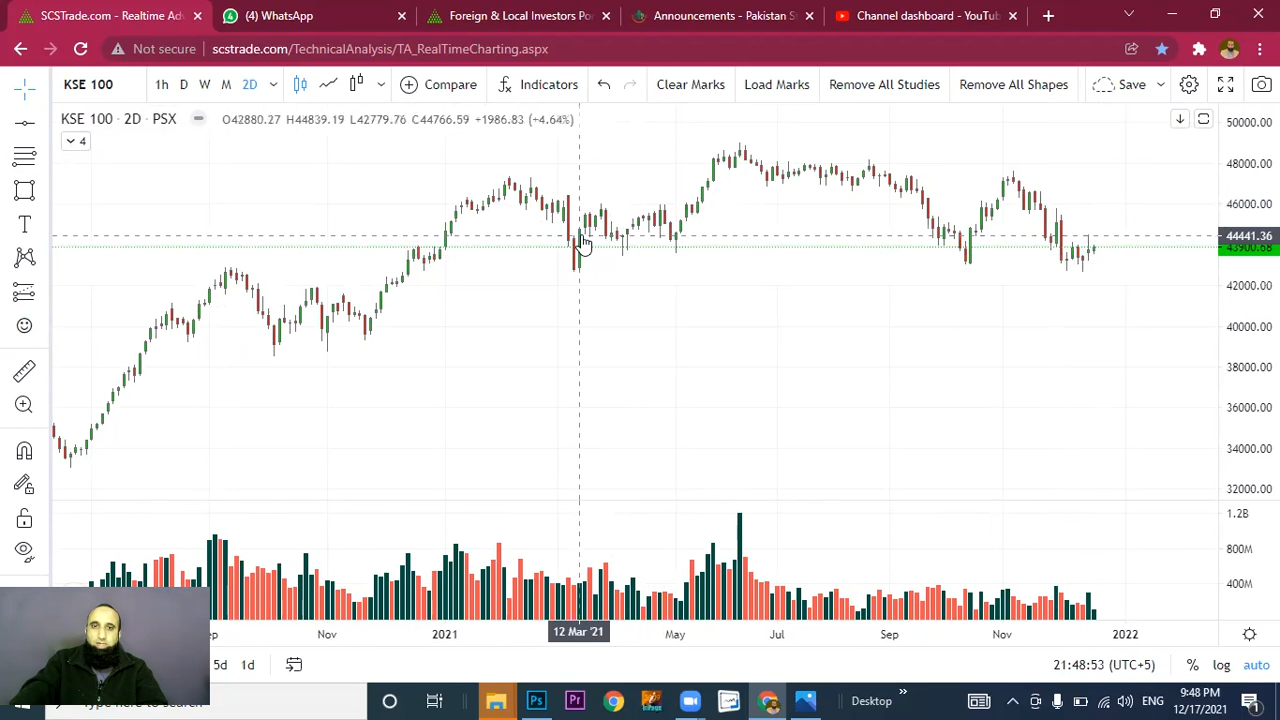 SCSTrade.com - Realtime Adv
(4) WhatsApp
Foreign & Local Investors Por
Announcements - Pakistan St
Channel dashboard - YouTub
Not secure
scstrade.com/TechnicalAnalysis/TA_RealTimeCharting.aspx
KSE 100
1h D W M 2D
Compare
Indicators
Clear Marks
Load Marks
Remove All Studies
Remove All Shapes
Save
KSE 100 · 2D · PSX
O42880.27 H44839.19 L42779.76 C44766.59 +1986.83 (+4.64%)
4
50000.00
48000.00
46000.00
44441.36
43900.68
42000.00
40000.00
38000.00
36000.00
34000.00
32000.00
1.2B
800M
400M
Nov 2021 12 Mar '21 May Jul Sep Nov 2022
5d 1d
21:48:53 (UTC+5)
% log auto
Desktop
ENG
9:48 PM
12/17/2021